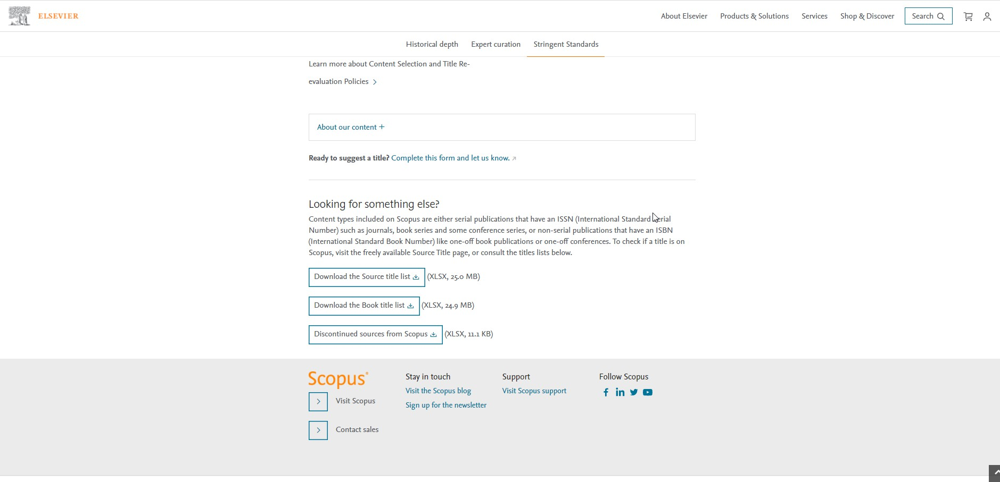 ELSEVIER
About Elsevier
Products & Solutions
Services
Shop & Discover
Search
Historical depth
Expert curation
Stringent Standards
Learn more about Content Selection and Title Re-
evaluation Policies
About our content +
Ready to suggest a title? Complete this form and let us know.
Looking for something else?
Content types included on Scopus are either serial publications that have an ISSN (International Standard erial
Number) such as journals, book series and some conference series, or non-serial publications that have an ISBN
(International Standard Book Number) like one-off book publications or one-off conferences. To check if a title is on
Scopus, visit the freely available Source Title page, or consult the titles lists below.
Download the Source title list (XLSX, 25.0 MB)
Download the Book title list (XLSX, 24.9 MB)
Discontinued sources from Scopus (XLSX, 11.1 KB)
Scopus®
Visit Scopus
Contact sales
Stay in touch
Visit the Scopus blog
Sign up for the newsletter
Support
Visit Scopus support
Follow Scopus